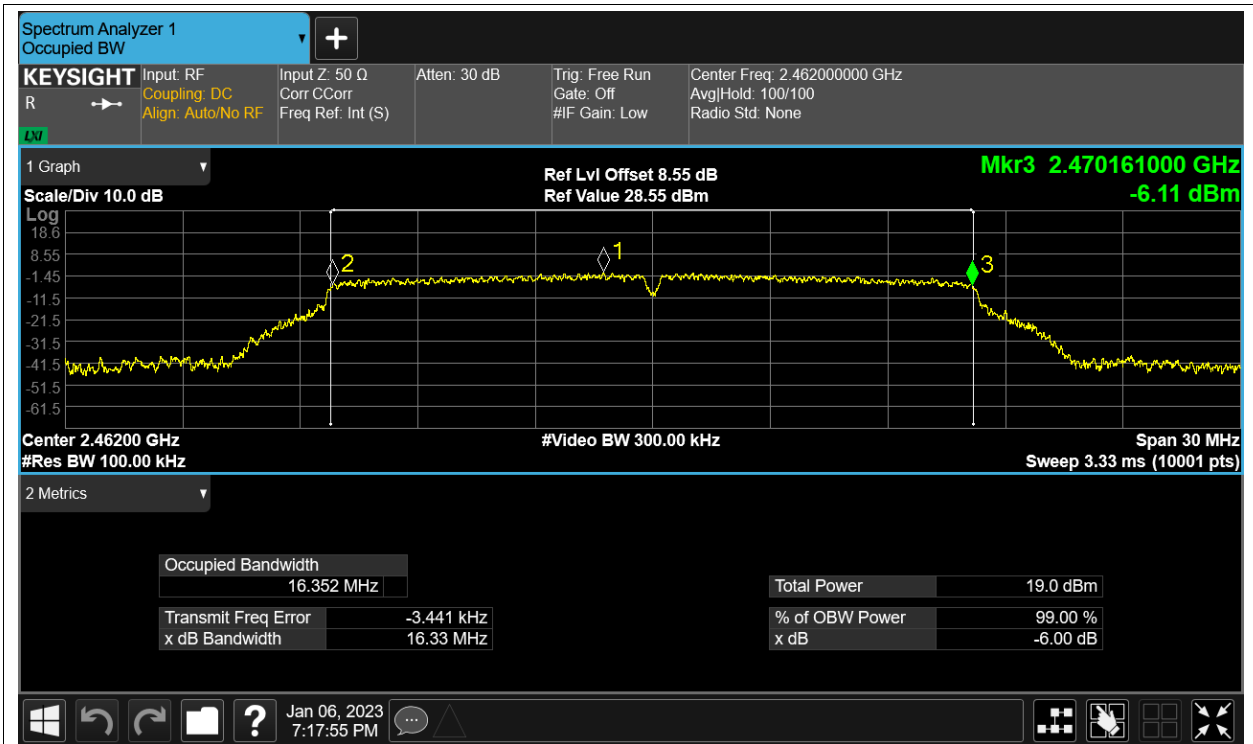 Spectrum Analyzer 1
Occupied BW
KEYSIGHT
R
LXI
Input: RF
Coupling: DC
Align: Auto/No RF
Input Z: 50 Ω
Corr CCorr
Freq Ref: Int (S)
Atten: 30 dB
Trig: Free Run
Gate: Off
#IF Gain: Low
Center Freq: 2.462000000 GHz
Avg|Hold: 100/100
Radio Std: None
1 Graph
Scale/Div 10.0 dB
Ref Lvl Offset 8.55 dB
Ref Value 28.55 dBm
Mkr3 2.470161000 GHz
-6.11 dBm
Log
18.6
8.55
-1.45
-11.5
-21.5
-31.5
-41.5
-51.5
-61.5
2
1
3
Center 2.46200 GHz
#Res BW 100.00 kHz
#Video BW 300.00 kHz
Span 30 MHz
Sweep 3.33 ms (10001 pts)
2 Metrics
Occupied Bandwidth
16.352 MHz
Transmit Freq Error -3.441 kHz
x dB Bandwidth 16.33 MHz
Total Power 19.0 dBm
% of OBW Power 99.00 %
x dB -6.00 dB
?
Jan 06, 2023
7:17:55 PM